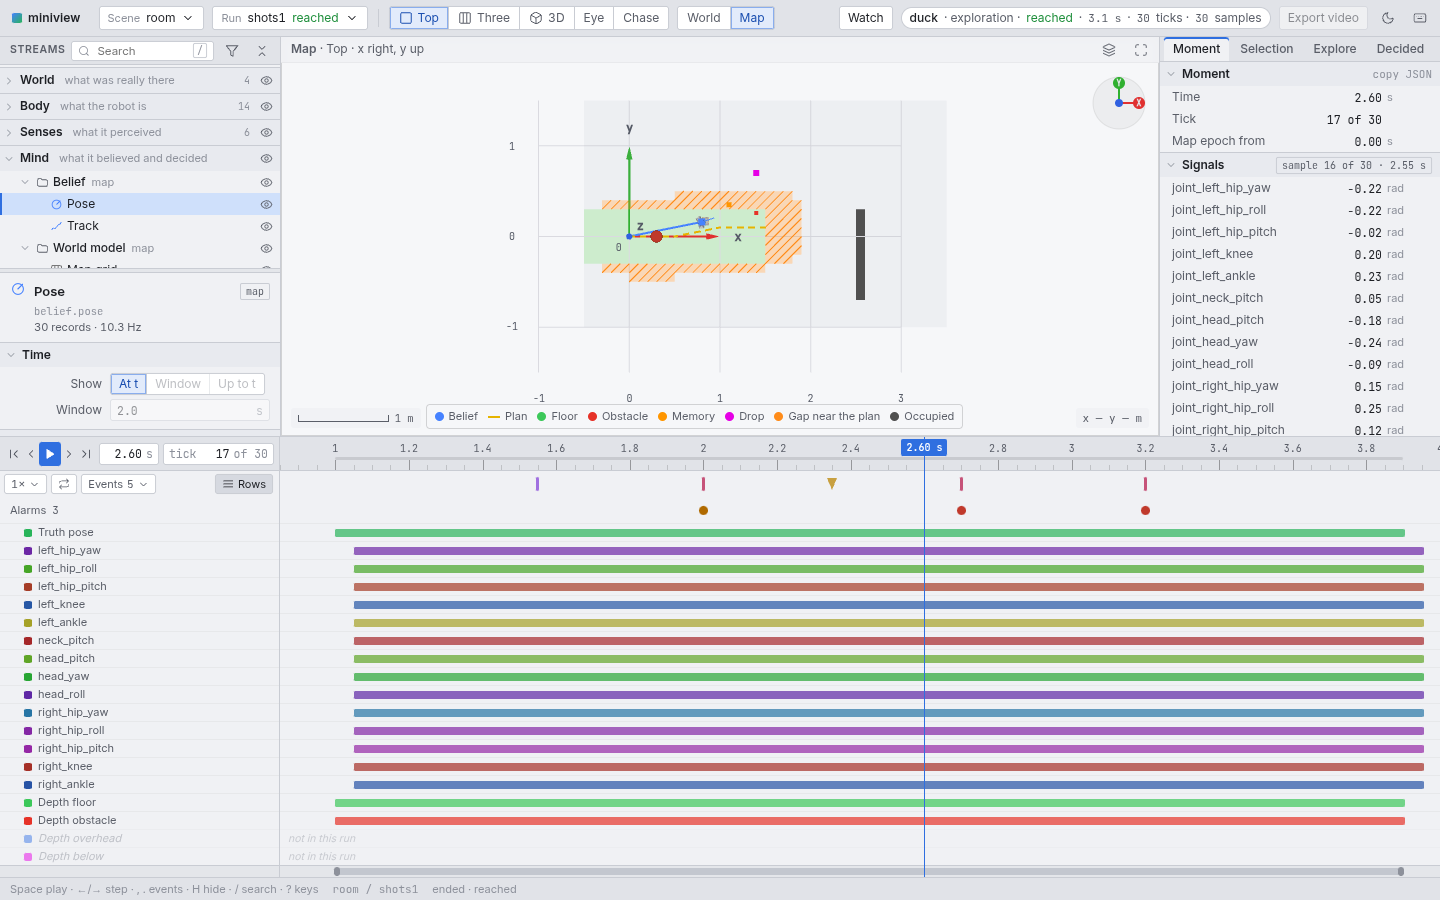 miniview Scene room Run shots1 reached Top Three 3D Eye Chase World Map Watch duck · exploration · reached · 3.1 s · 30 ticks · 30 samples Export video
STREAMS Search /
World what was really there 4
Body what the robot is 14
Senses what it perceived 6
Mind what it believed and decided
Belief map
Pose
Track
World model map
Map grid
Pose map
belief.pose
30 records · 10.3 Hz
Time
Show At t Window Up to t
Window 2.0 s
Map · Top · x right, y up
Y
X
y
1
z
x
0
0
-1
-1 0 1 2 3
1 m
Belief Plan Floor Obstacle Memory Drop Gap near the plan Occupied
x — y — m
Moment Selection Explore Decided
Moment copy JSON
Time 2.60 s
Tick 17 of 30
Map epoch from 0.00 s
Signals sample 16 of 30 · 2.55 s
joint_left_hip_yaw -0.22 rad
joint_left_hip_roll -0.22 rad
joint_left_hip_pitch -0.02 rad
joint_left_knee 0.20 rad
joint_left_ankle 0.23 rad
joint_neck_pitch 0.05 rad
joint_head_pitch -0.18 rad
joint_head_yaw -0.24 rad
joint_head_roll -0.09 rad
joint_right_hip_yaw 0.15 rad
joint_right_hip_roll 0.25 rad
joint_right_hip_pitch 0.12 rad
2.60 s tick 17 of 30
1 1.2 1.4 1.6 1.8 2 2.2 2.4 2.60 s 2.8 3 3.2 3.4 3.6 3.8
1× Events 5 Rows
Alarms 3
Truth pose
left_hip_yaw
left_hip_roll
left_hip_pitch
left_knee
left_ankle
neck_pitch
head_pitch
head_yaw
head_roll
right_hip_yaw
right_hip_roll
right_hip_pitch
right_knee
right_ankle
Depth floor
Depth obstacle
Depth overhead not in this run
Depth below not in this run
Space play · ←/→ step · , . events · H hide · / search · ? keys room / shots1 ended · reached